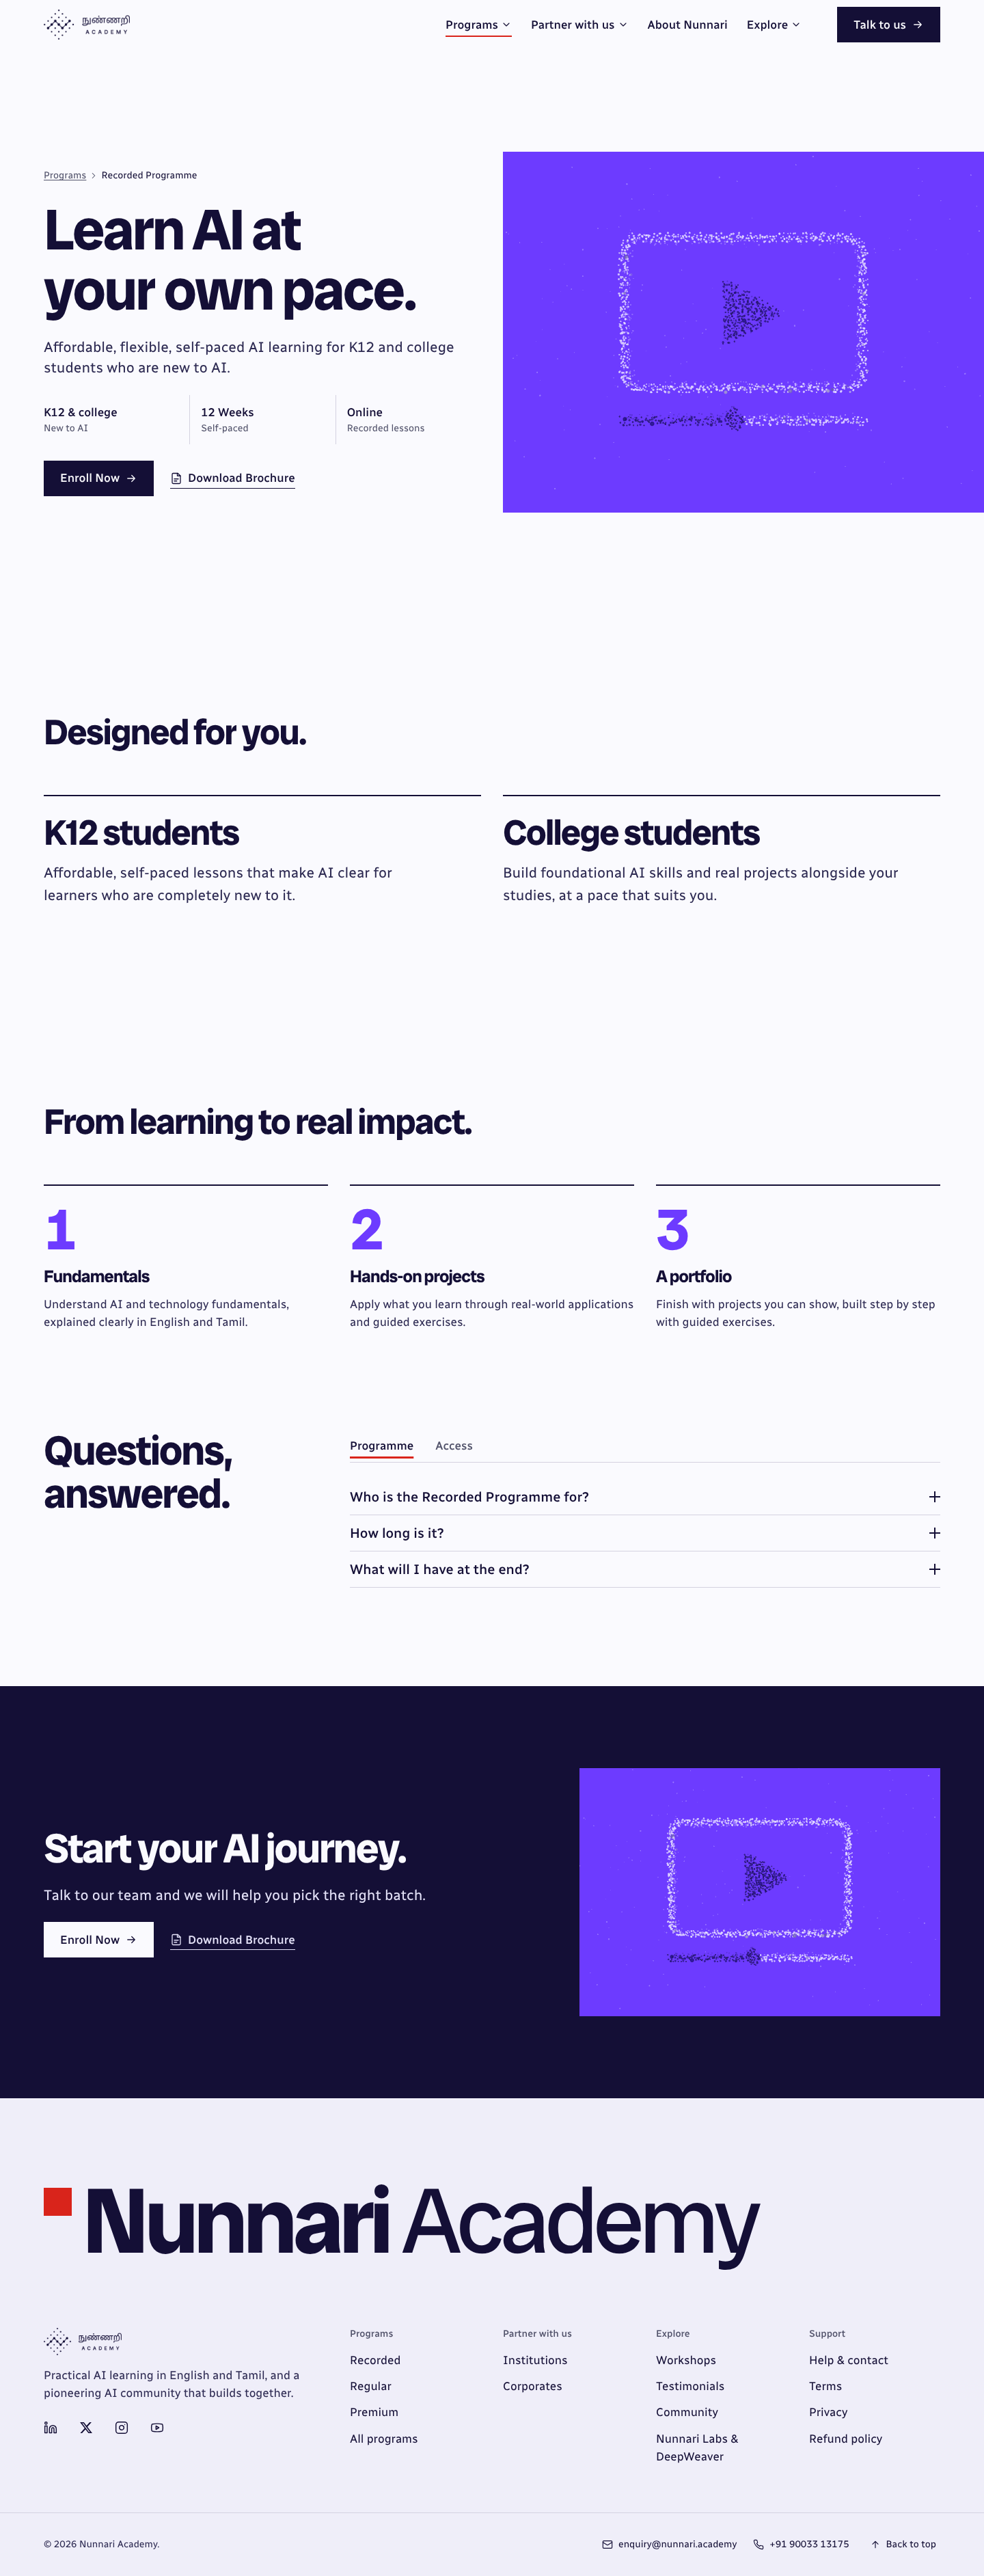 நுண்ணறி
ACADEMY
Programs
Partner with us
About Nunnari
Explore
Talk to us
Programs > Recorded Programme
Learn AI at
your own pace.
Affordable, flexible, self-paced AI learning for K12 and college
students who are new to AI.
K12 & college
New to AI
12 Weeks
Self-paced
Online
Recorded lessons
Enroll Now
Download Brochure
Designed for you.
K12 students
Affordable, self-paced lessons that make AI clear for
learners who are completely new to it.
College students
Build foundational AI skills and real projects alongside your
studies, at a pace that suits you.
From learning to real impact.
1
Fundamentals
Understand AI and technology fundamentals,
explained clearly in English and Tamil.
2
Hands-on projects
Apply what you learn through real-world applications
and guided exercises.
3
A portfolio
Finish with projects you can show, built step by step
with guided exercises.
Questions,
answered.
Programme
Access
Who is the Recorded Programme for?
How long is it?
What will I have at the end?
Start your AI journey.
Talk to our team and we will help you pick the right batch.
Enroll Now
Download Brochure
Nunnari Academy
நுண்ணறி
ACADEMY
Practical AI learning in English and Tamil, and a
pioneering AI community that builds together.
Programs
Recorded
Regular
Premium
All programs
Partner with us
Institutions
Corporates
Explore
Workshops
Testimonials
Community
Nunnari Labs &
DeepWeaver
Support
Help & contact
Terms
Privacy
Refund policy
© 2026 Nunnari Academy.
enquiry@nunnari.academy
+91 90033 13175
Back to top